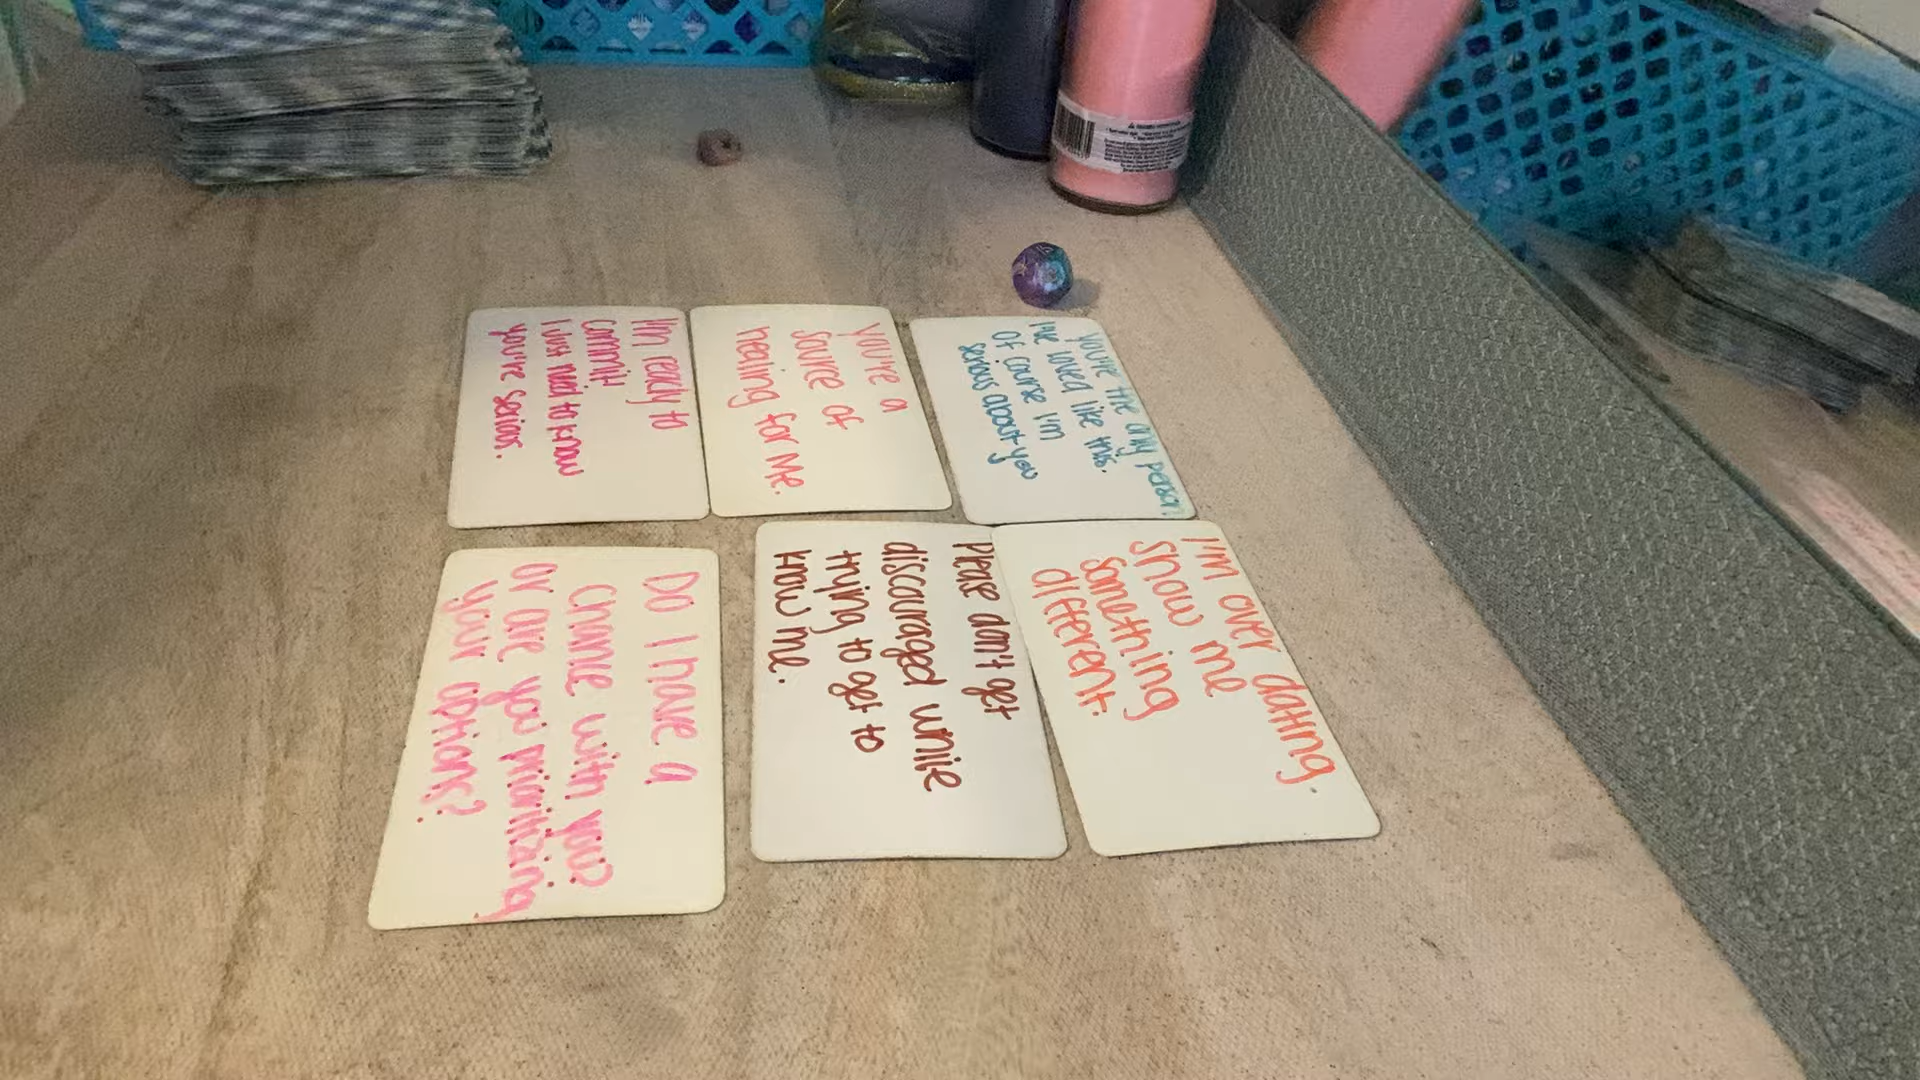 I'm ready to
commit
I just need to know
you're serious.
you're a
source of
healing for me.
you're the only person
I've loved like this.
of course I'm
serious about you
Do I have a
chance with you?
or are you prioritizing
your options?
please don't get
discouraged while
trying to get to
know me.
I'm over dating.
show me
something
different.